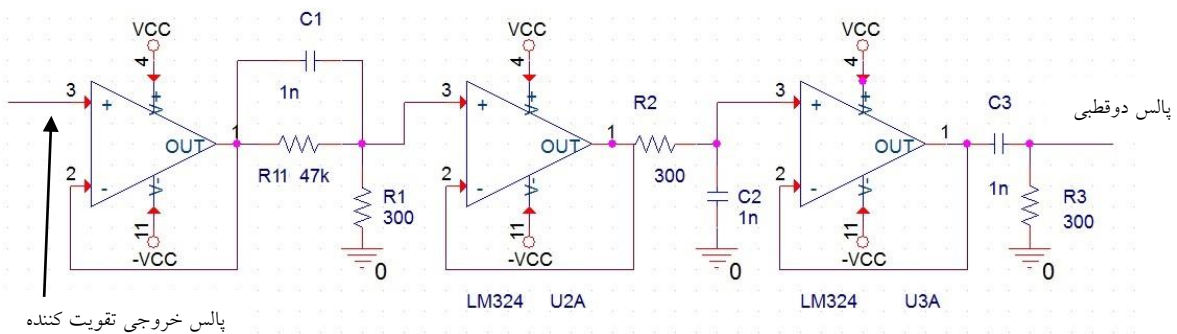 C1
VCC
VCC
VCC
4
4
4
1n
3
+
V+
3
+
V+
3
+
V+
R2
C3
پالس دوقطبی
OUT
1
OUT
1
OUT
1
R11 47k
300
1n
2
-
V-
2
-
V-
2
-
V-
R1
300
C2
1n
R3
300
11
11
11
-VCC
-VCC
-VCC
0
0
0
LM324 U2A
LM324 U3A
پالس خروجی تقویت کننده